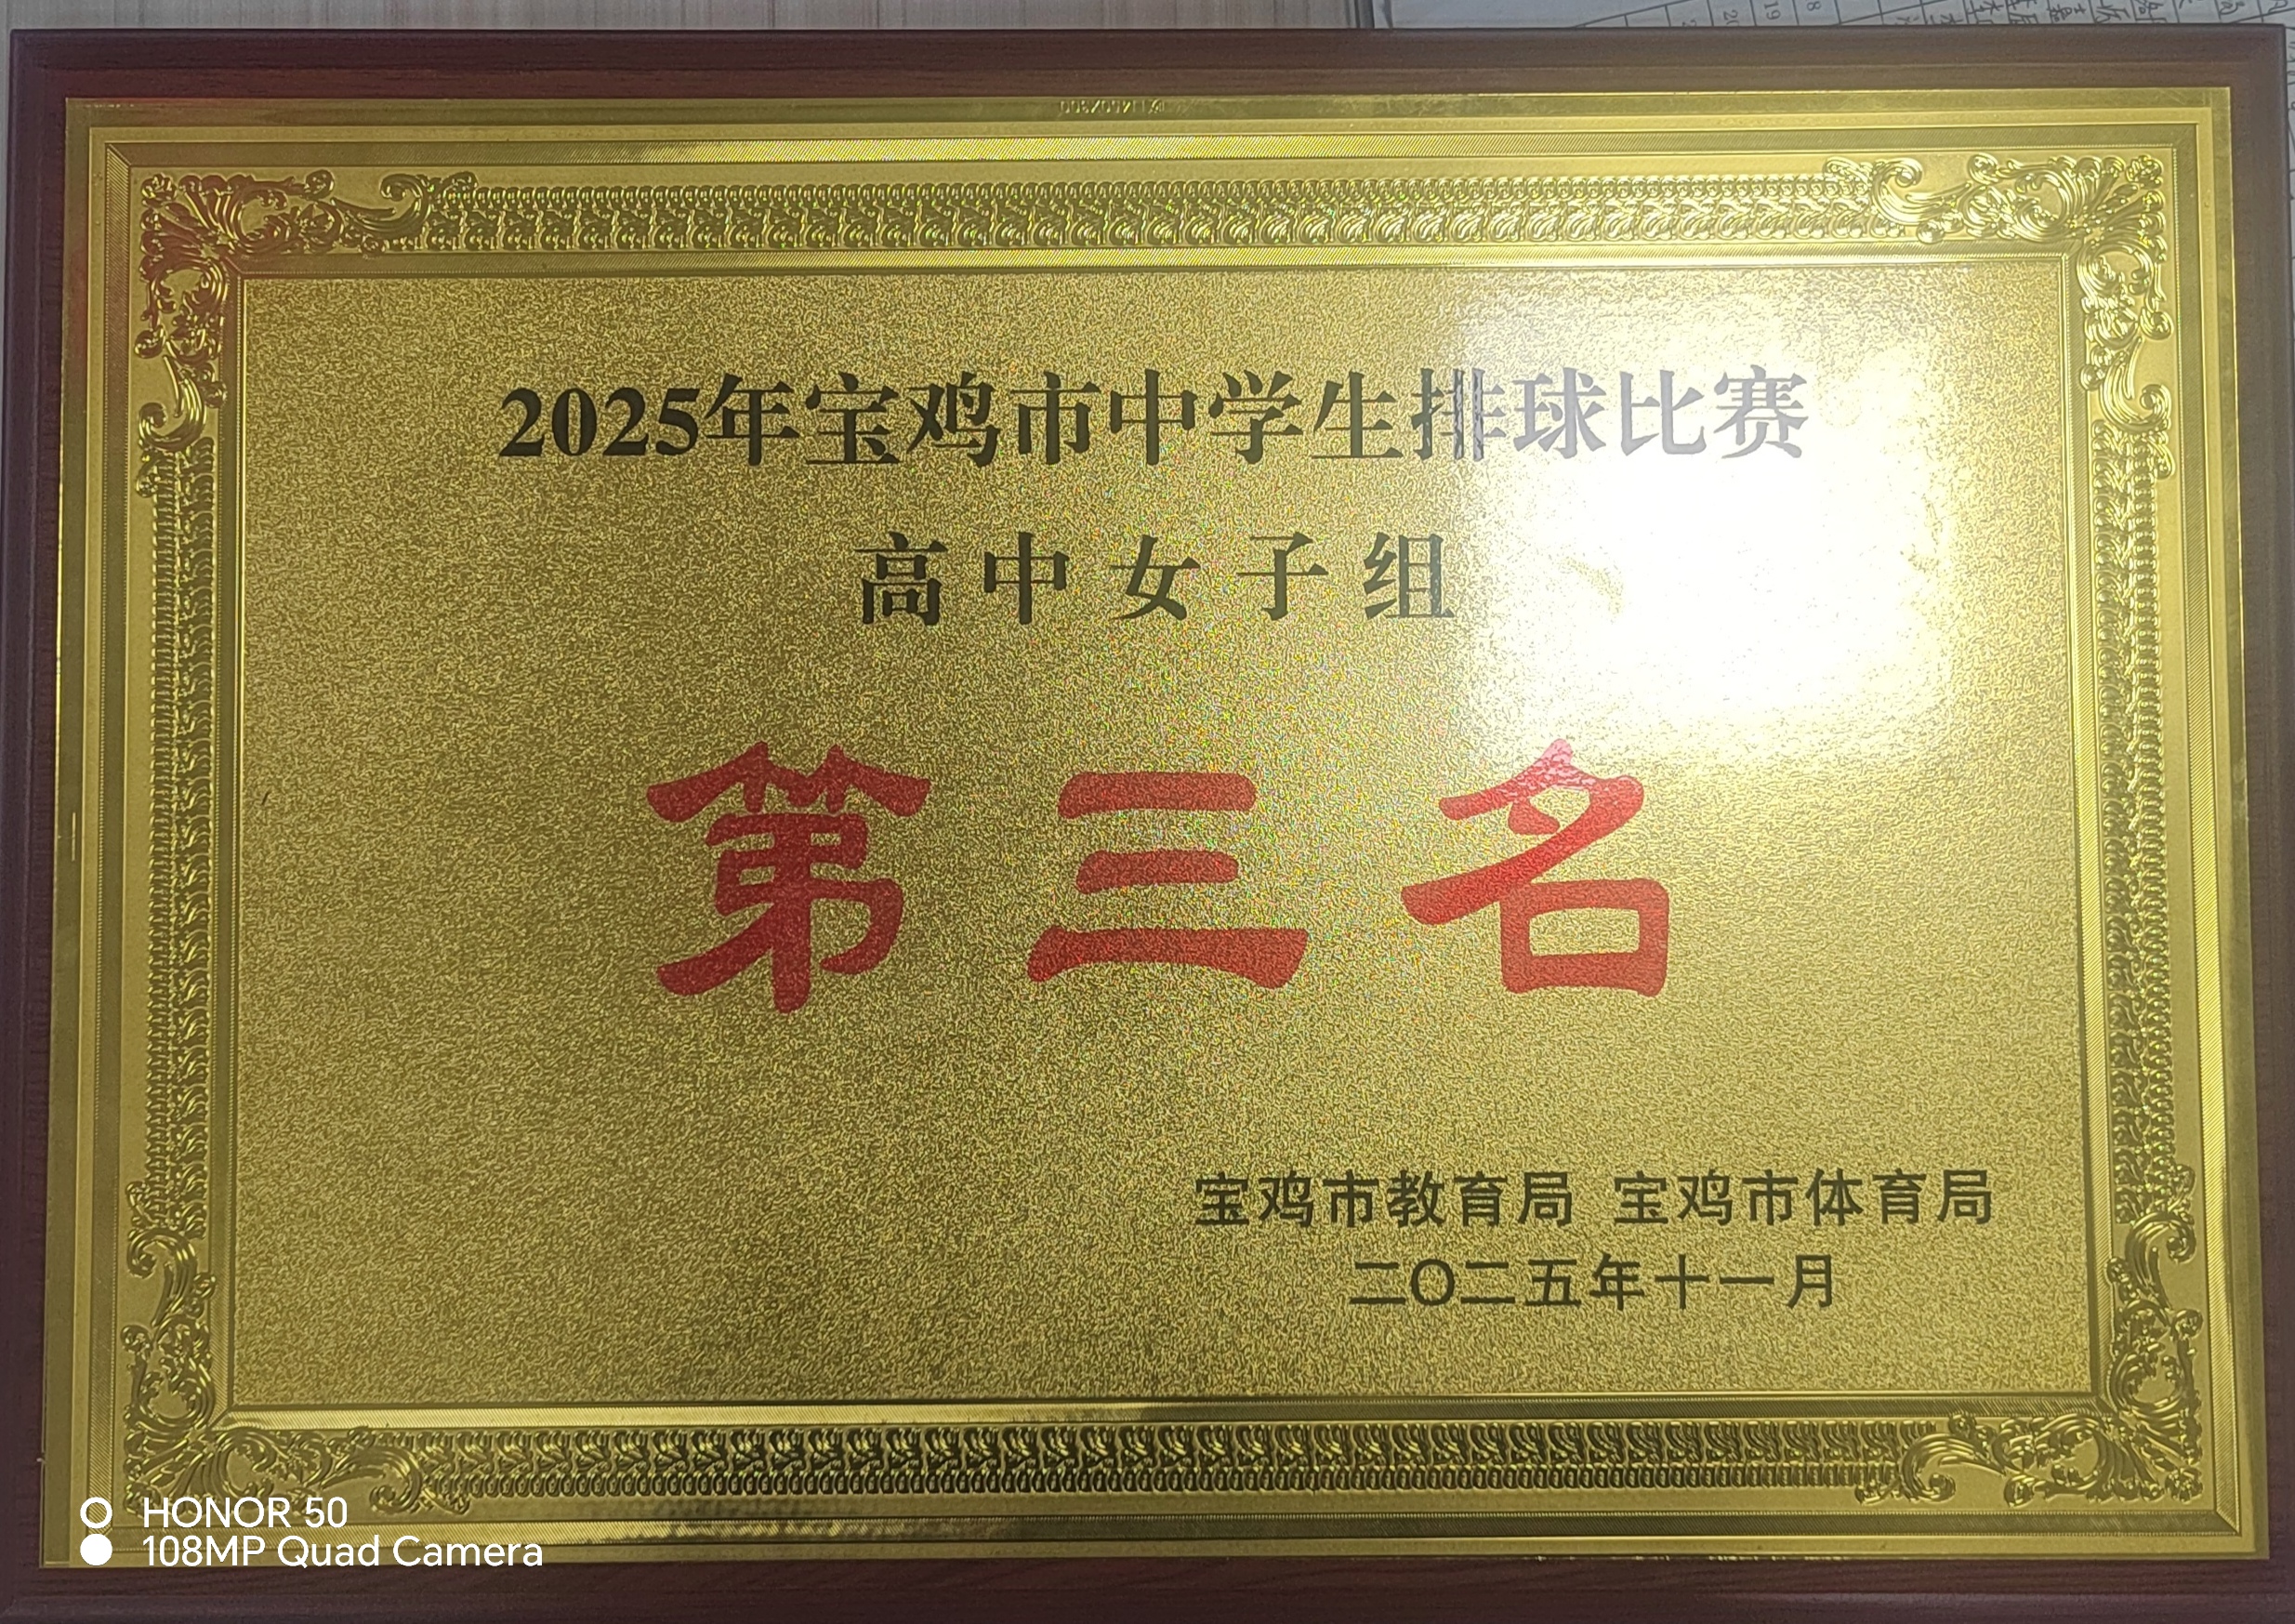 2025年宝鸡市中学生排球比赛
高中女子组
第三名
宝鸡市教育局 宝鸡市体育局
二〇二五年十一月
HONOR 50
108MP Quad Camera